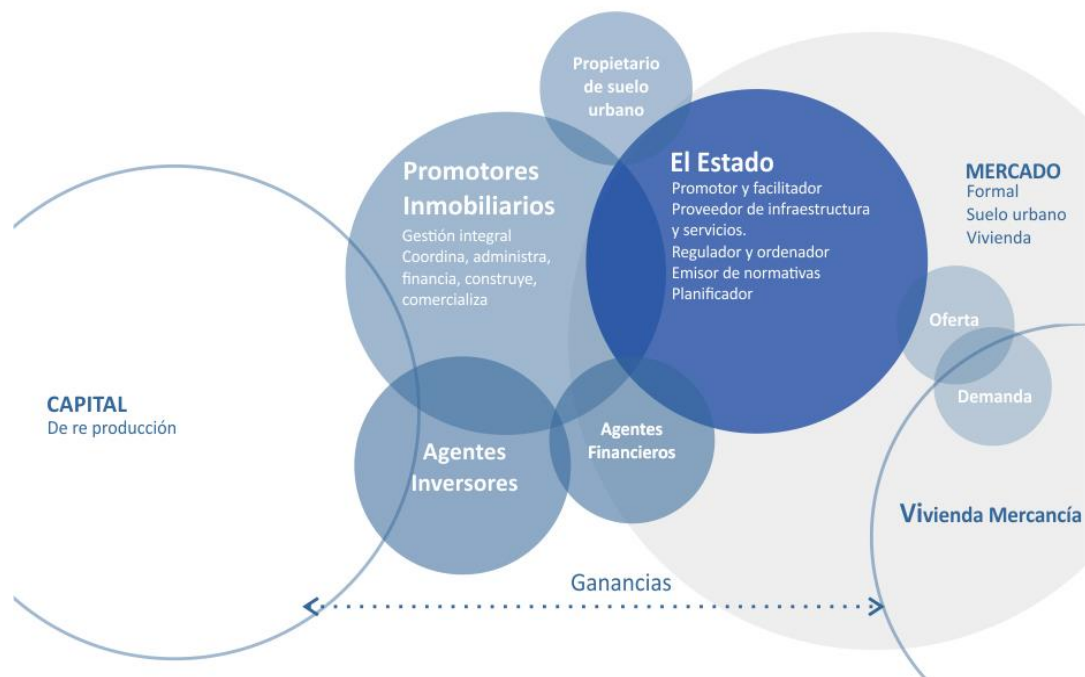 Propietario
de suelo
urbano
Promotores
Inmobiliarios
Gestión integral
Coordina, administra,
financia, construye,
comercializa
El Estado
Promotor y facilitador
Proveedor de infraestructura
y servicios.
Regulador y ordenador
Emisor de normativas
Planificador
MERCADO
Formal
Suelo urbano
Vivienda
Oferta
Demanda
CAPITAL
De re producción
Agentes
Inversores
Agentes
Financieros
Vivienda Mercancía
Ganancias